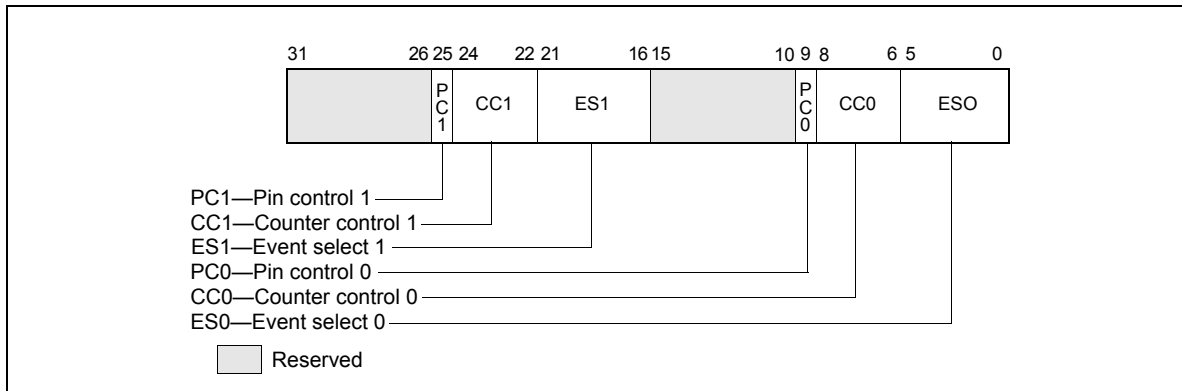 31 26 25 24 22 21 16 15 10 9 8 6 5 0
PC1 CC1 ES1 PC0 CC0 ESO
PC1—Pin control 1
CC1—Counter control 1
ES1—Event select 1
PC0—Pin control 0
CC0—Counter control 0
ES0—Event select 0
Reserved